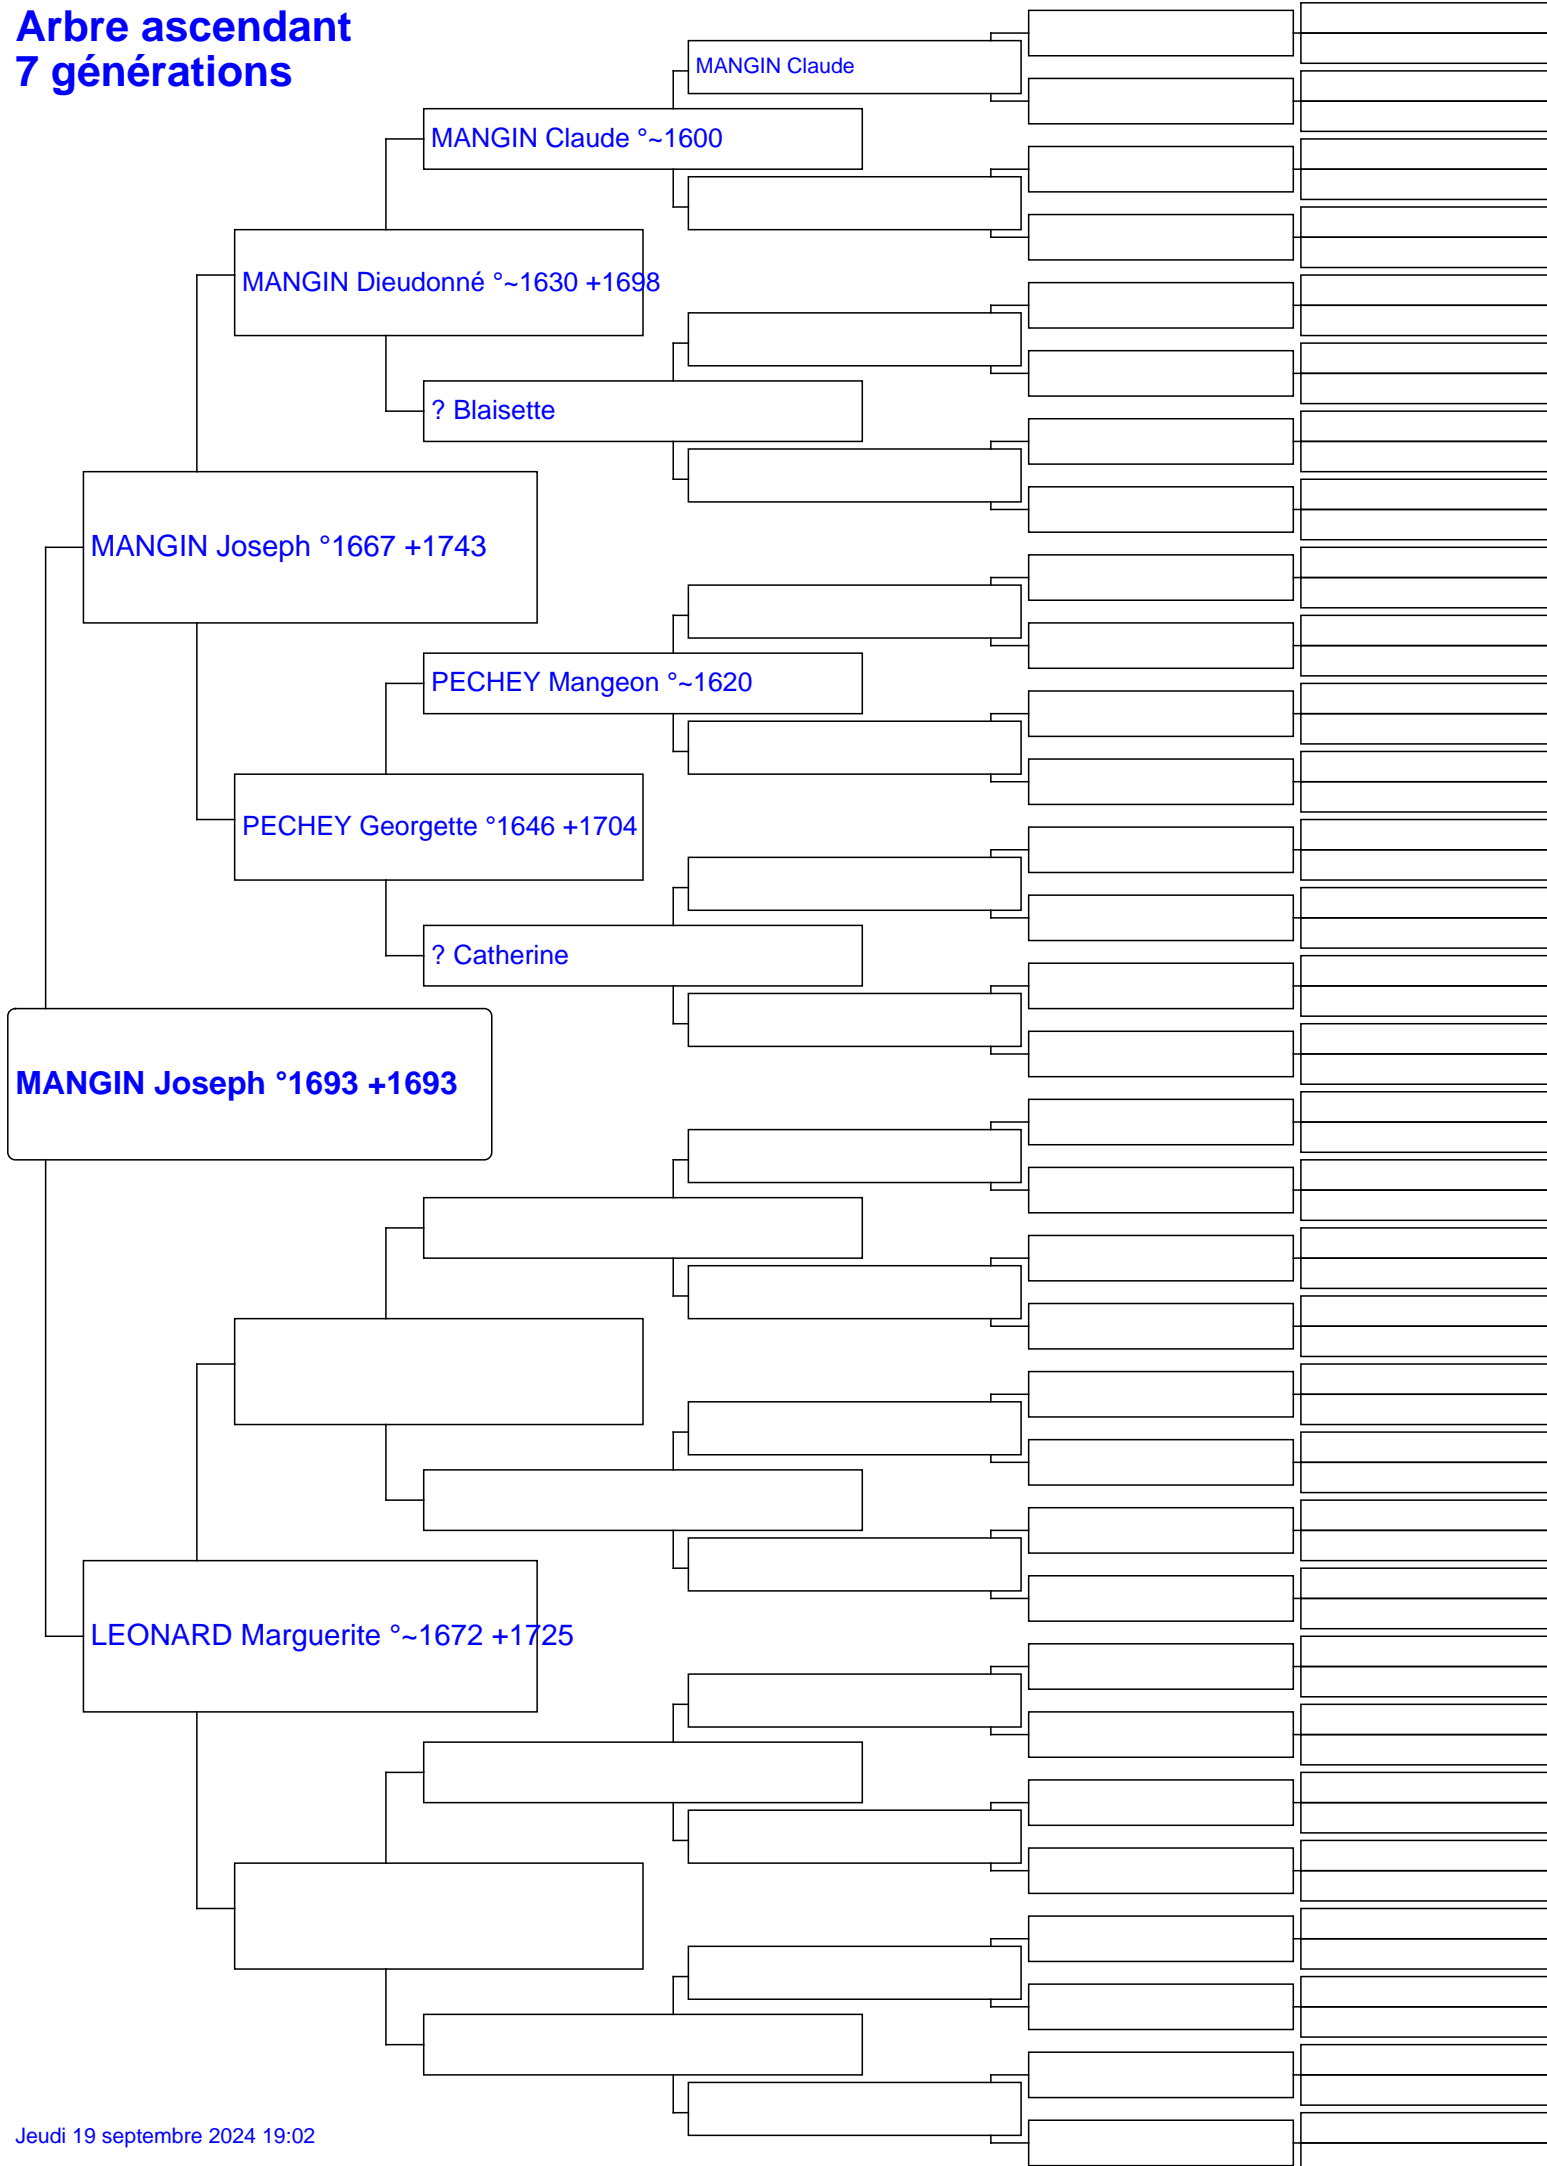 Arbre ascendant
7 générations
MANGIN Claude
MANGIN Claude °~1600
MANGIN Dieudonné °~1630 +1698
? Blaisette
MANGIN Joseph °1667 +1743
PECHEY Mangeon °~1620
PECHEY Georgette °1646 +1704
? Catherine
MANGIN Joseph °1693 +1693
LEONARD Marguerite °~1672 +1725
Jeudi 19 septembre 2024 19:02